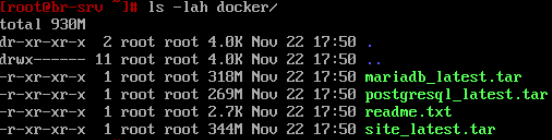 [root@br-srv ~]# ls -lah docker/
total 930M
dr-xr-xr-x  2 root root 4.0K Nov 22 17:50 .
drwx------ 11 root root 4.0K Nov 22 17:50 ..
-r-xr-xr-x  1 root root 318M Nov 22 17:50 mariadb_latest.tar
-r-xr-xr-x  1 root root 269M Nov 22 17:50 postgresql_latest.tar
-r-xr-xr-x  1 root root 2.7K Nov 22 17:50 readme.txt
-r-xr-xr-x  1 root root 344M Nov 22 17:50 site_latest.tar